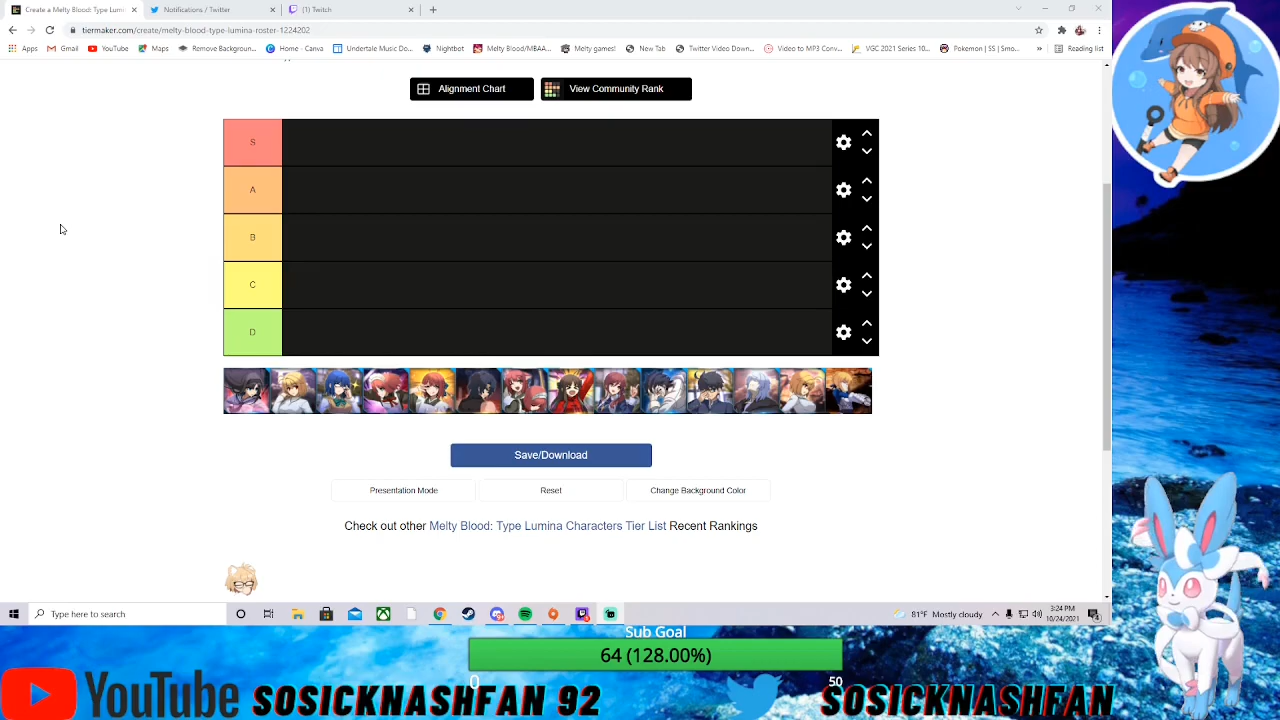 Create a Melty Blood: Type Lumin
Notifications / Twitter
(1) Twitch
tiermaker.com/create/melty-blood-type-lumina-roster-1224202
Apps Gmail YouTube Maps Remove Backgroun... Home - Canva Undertale Music Do... Nightbot Melty Blood/MBAA... Melty games! New Tab Twitter Video Down... Video to MP3 Conv... VGC 2021 Series 10... Pokemon | SS | Smo... » Reading list
Alignment Chart
View Community Rank
S
A
B
C
D
Save/Download
Presentation Mode
Reset
Change Background Color
Check out other Melty Blood: Type Lumina Characters Tier List Recent Rankings
Type here to search
81°F Mostly cloudy
3:24 PM
10/24/2021
Sub Goal
64 (128.00%)
0
50
YouTube
SOSICKNASHFAN 92
SOSICKNASHFAN